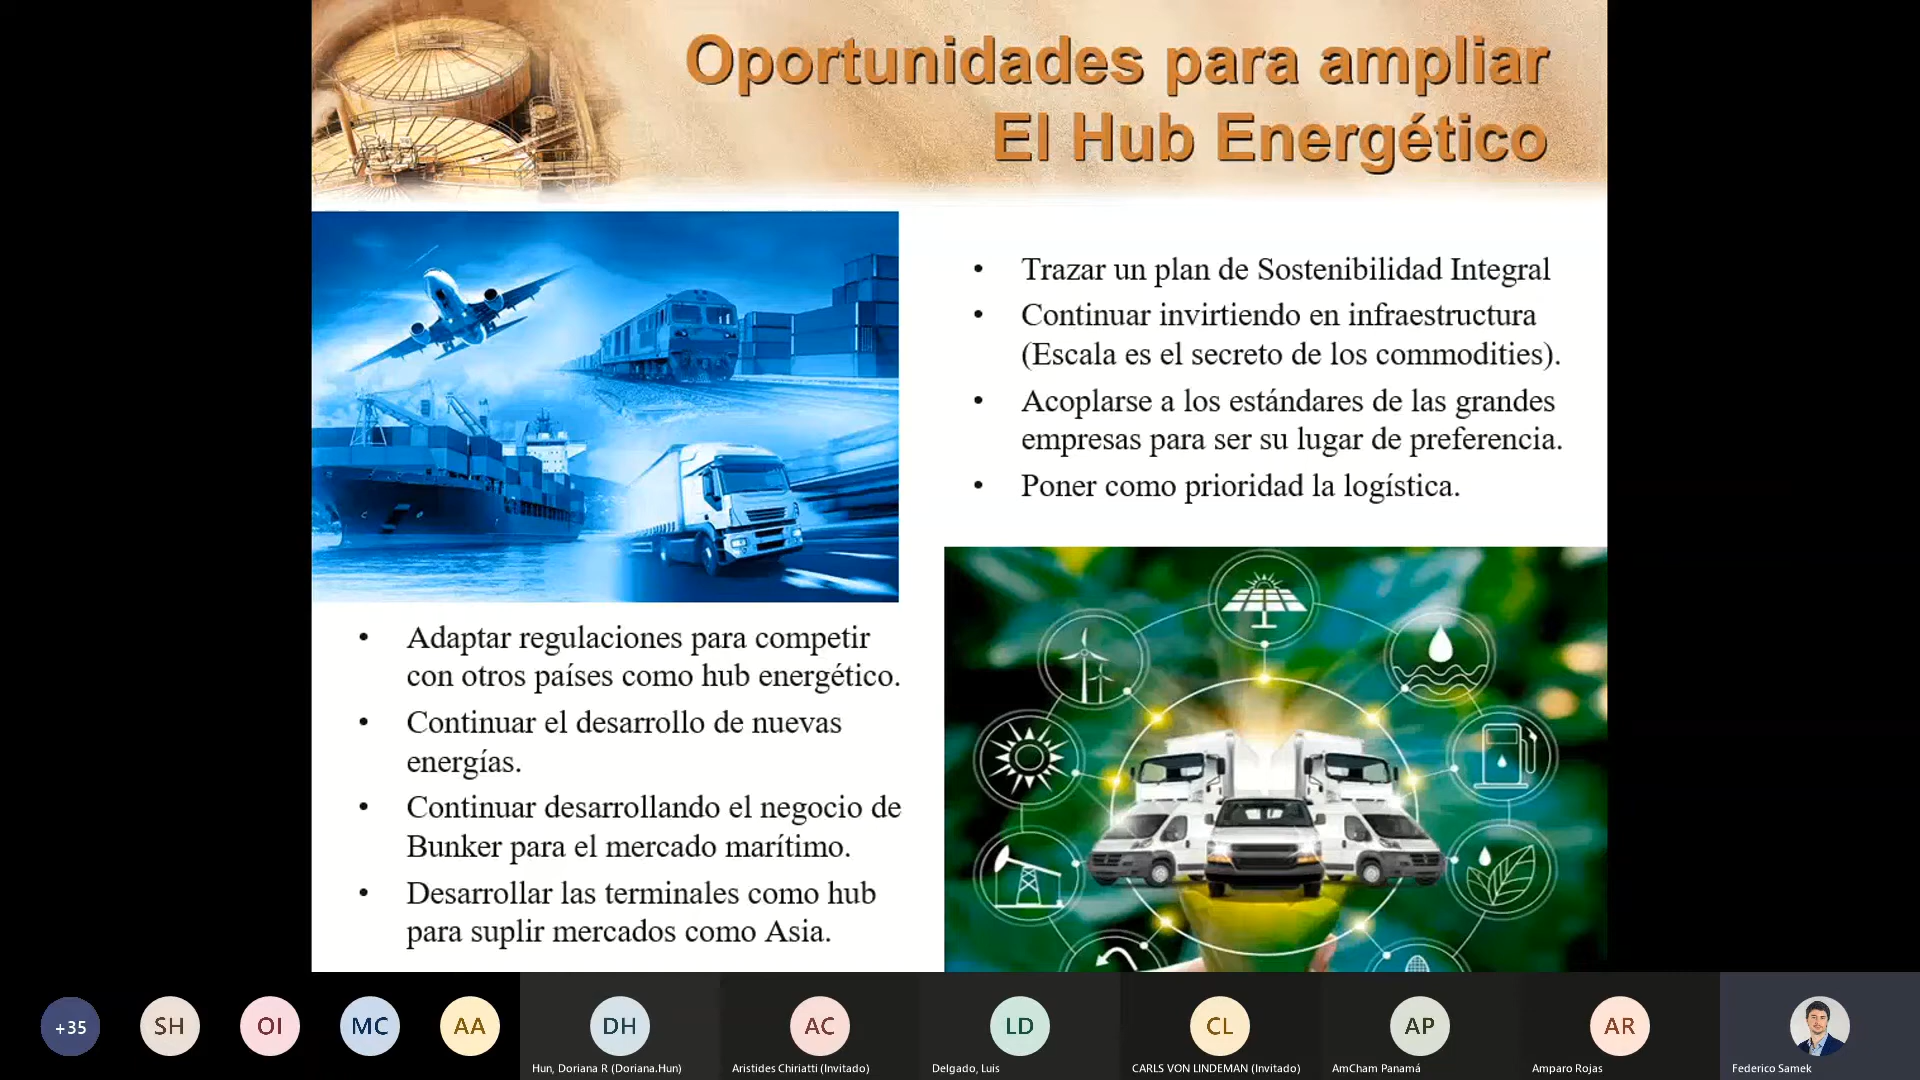 Oportunidades para ampliar
El Hub Energético
• Trazar un plan de Sostenibilidad Integral
• Continuar invirtiendo en infraestructura
(Escala es el secreto de los commodities).
• Acoplarse a los estándares de las grandes
empresas para ser su lugar de preferencia.
• Poner como prioridad la logística.
• Adaptar regulaciones para competir
con otros países como hub energético.
• Continuar el desarrollo de nuevas
energías.
• Continuar desarrollando el negocio de
Bunker para el mercado marítimo.
• Desarrollar las terminales como hub
para suplir mercados como Asia.
+35
SH
OI
MC
AA
DH
AC
LD
CL
AP
AR
Hun, Doriana R (Doriana.Hun)
Aristides Chiriatti (Invitado)
Delgado, Luis
CARLS VON LINDEMAN (Invitado)
AmCham Panamá
Amparo Rojas
Federico Samek